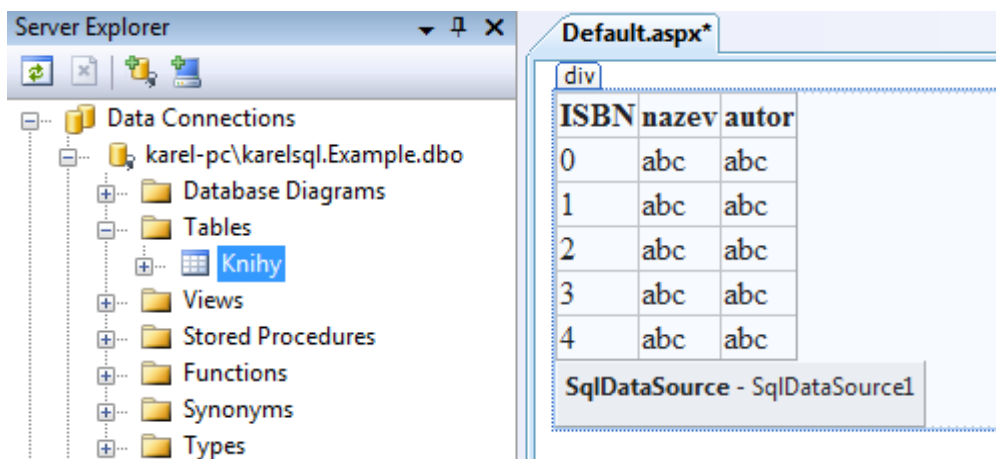 Server Explorer
Data Connections
karel-pc\karelsql.Example.dbo
Database Diagrams
Tables
Knihy
Views
Stored Procedures
Functions
Synonyms
Types
Default.aspx*
div
ISBN nazev autor
0 abc abc
1 abc abc
2 abc abc
3 abc abc
4 abc abc
SqlDataSource - SqlDataSource1